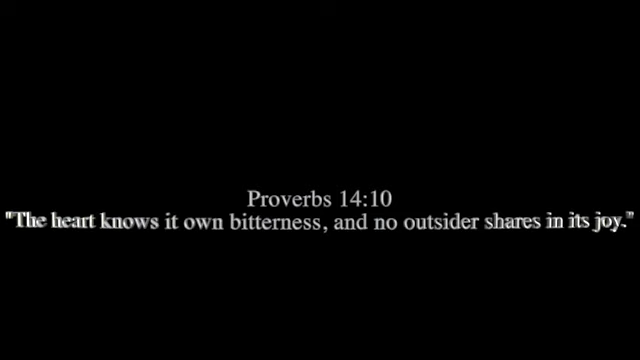 Proverbs 14:10
"The heart knows it own bitterness, and no outsider shares in its joy."